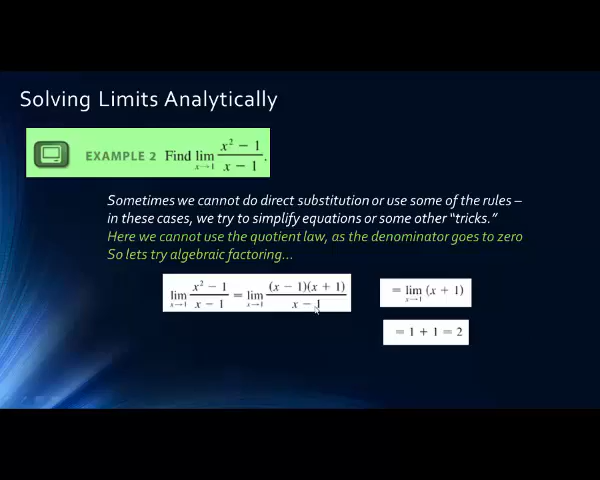 Solving Limits Analytically
EXAMPLE 2 Find lim x→1 (x² − 1)/(x − 1).
Sometimes we cannot do direct substitution or use some of the rules –
in these cases, we try to simplify equations or some other “tricks.”
Here we cannot use the quotient law, as the denominator goes to zero
So lets try algebraic factoring…
lim x→1 (x² − 1)/(x − 1) = lim x→1 (x − 1)(x + 1)/(x − 1)
= lim x→1 (x + 1)
= 1 + 1 = 2